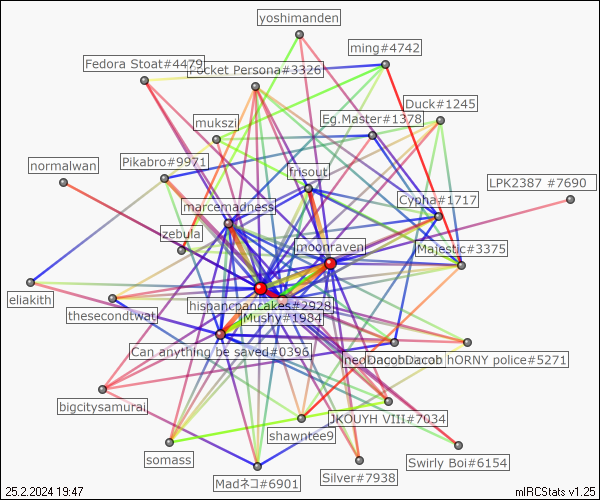 yoshimanden
ming#4742
Fedora Stoat#4479
Pocket Persona#3326
Duck#1245
Eg.Master#1378
mukszi
Pikabro#9971
normalwan
frisout
LPK2387 #7690
Cypha#1717
marcemadness
zebula
moonraven
Majestic#3375
eliakith
hispancpancakes#2928
thesecondtwat
Mushy#1984
Can anything be saved#0396
hORNY police#5271
bigcitysamurai
JKOUYH VIII#7034
shawntee9
somass
Swirly Boi#6154
Silver#7938
Madネコ#6901
25.2.2024 19:47
mIRCStats v1.25